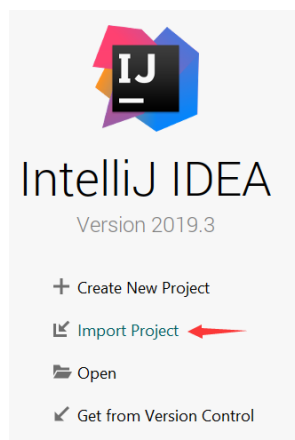 IJ
IntelliJ IDEA
Version 2019.3
Create New Project
Import Project
Open
Get from Version Control